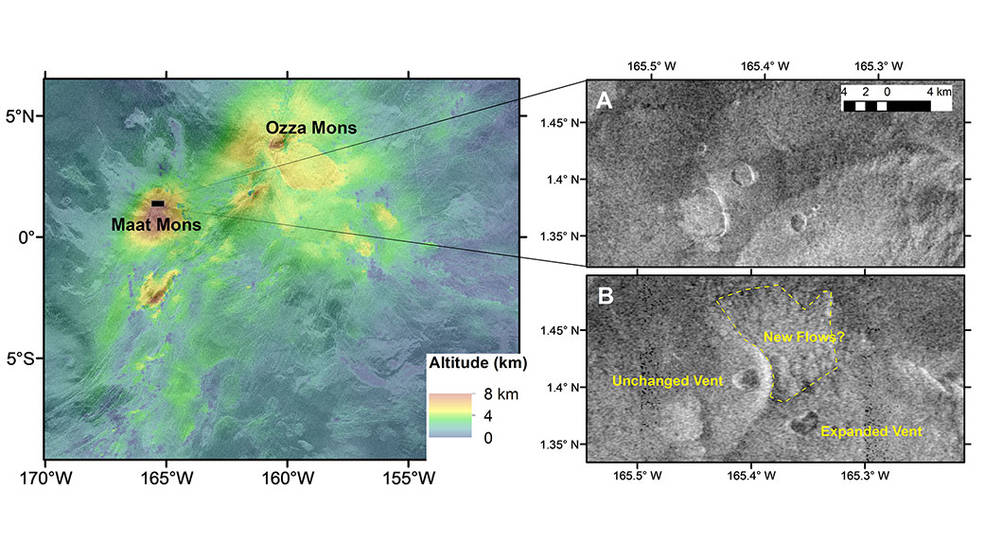 5°N
0°
5°S
170°W
165°W
160°W
155°W
Ozza Mons
Maat Mons
Altitude (km)
8 km
4
0
165.5° W
165.4° W
165.3° W
A
4 2 0 4 km
1.45° N
1.4° N
1.35° N
B
New Flows?
Unchanged Vent
Expanded Vent
1.45° N
1.4° N
1.35° N
165.5° W
165.4° W
165.3° W